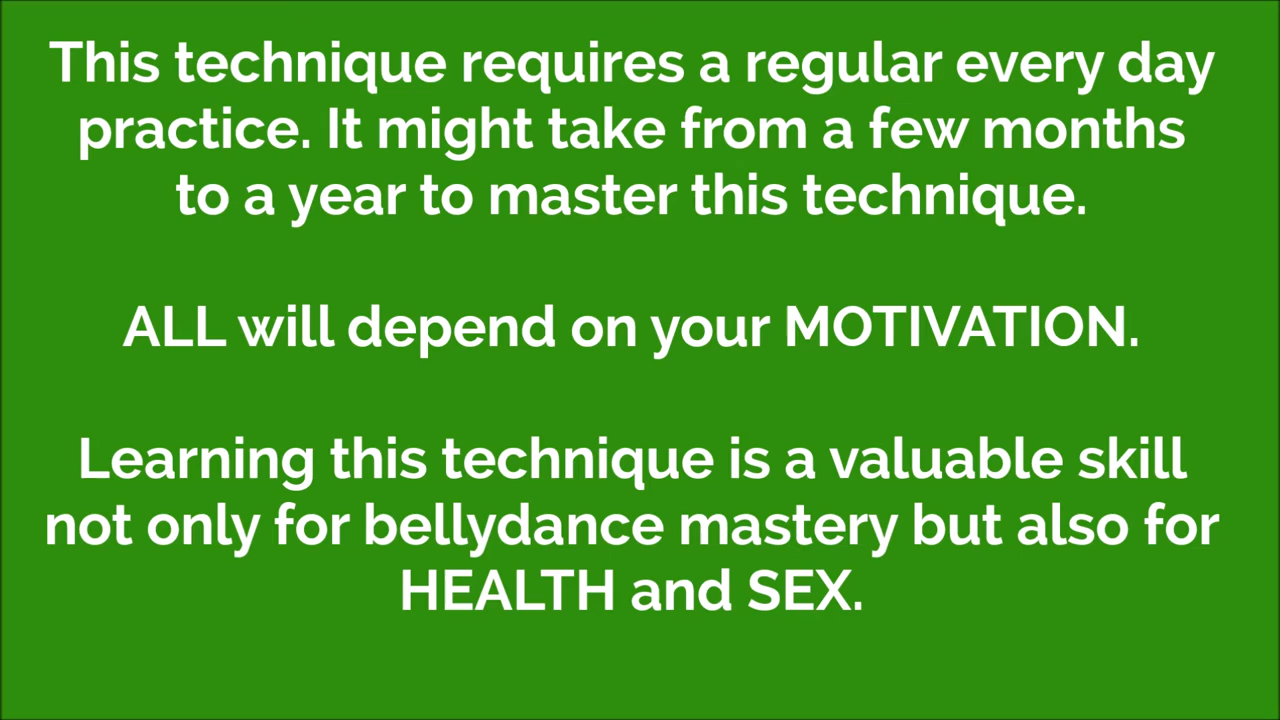 This technique requires a regular every day
practice. It might take from a few months
to a year to master this technique.
ALL will depend on your MOTIVATION.
Learning this technique is a valuable skill
not only for bellydance mastery but also for
HEALTH and SEX.